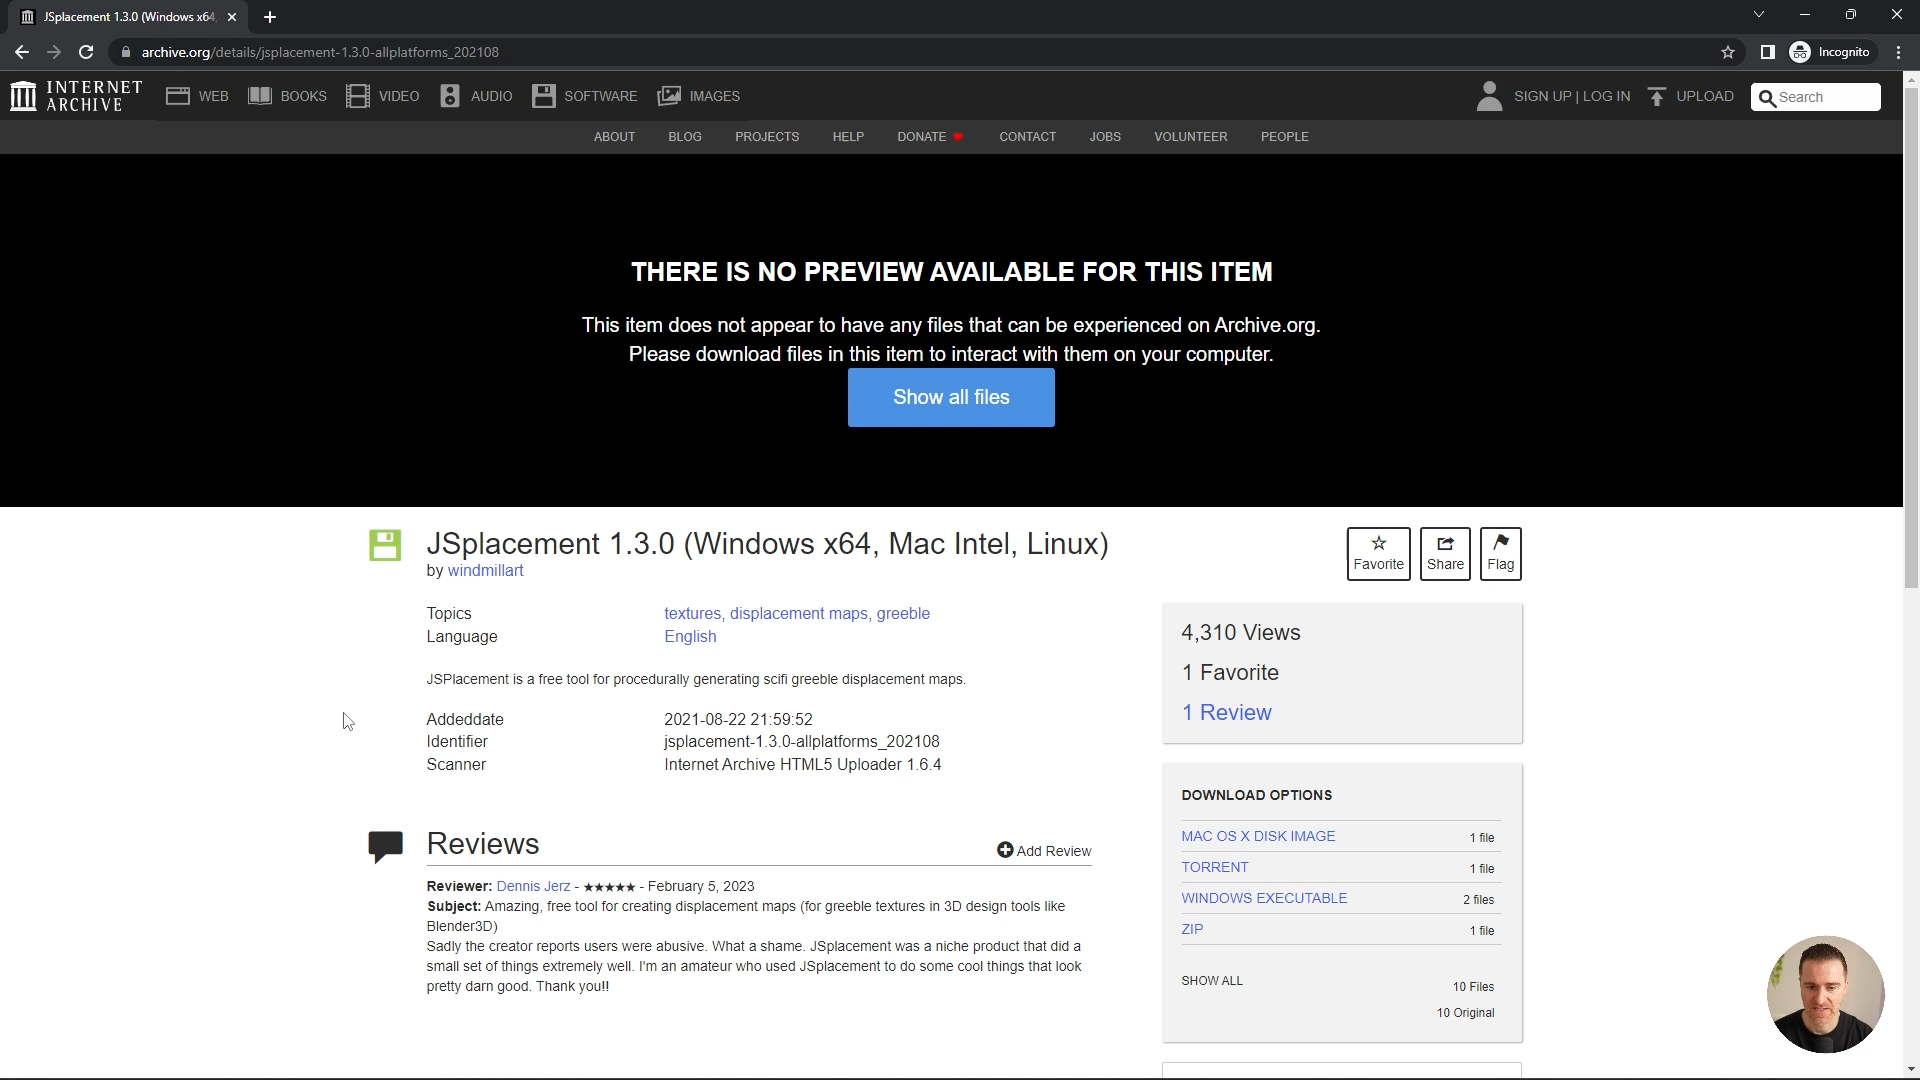 JSplacement 1.3.0 (Windows x64,
archive.org/details/jsplacement-1.3.0-allplatforms_202108
Incognito
INTERNET ARCHIVE
WEB
BOOKS
VIDEO
AUDIO
SOFTWARE
IMAGES
SIGN UP | LOG IN
UPLOAD
Search
ABOUT
BLOG
PROJECTS
HELP
DONATE
CONTACT
JOBS
VOLUNTEER
PEOPLE
THERE IS NO PREVIEW AVAILABLE FOR THIS ITEM
This item does not appear to have any files that can be experienced on Archive.org.
Please download files in this item to interact with them on your computer.
Show all files
JSplacement 1.3.0 (Windows x64, Mac Intel, Linux)
by windmillart
Favorite
Share
Flag
Topics textures, displacement maps, greeble
Language English
JSPlacement is a free tool for procedurally generating scifi greeble displacement maps.
Addeddate 2021-08-22 21:59:52
Identifier jsplacement-1.3.0-allplatforms_202108
Scanner Internet Archive HTML5 Uploader 1.6.4
4,310 Views
1 Favorite
1 Review
Reviews
Add Review
Reviewer: Dennis Jerz - ★★★★★ - February 5, 2023
Subject: Amazing, free tool for creating displacement maps (for greeble textures in 3D design tools like
Blender3D)
Sadly the creator reports users were abusive. What a shame. JSplacement was a niche product that did a
small set of things extremely well. I'm an amateur who used JSplacement to do some cool things that look
pretty darn good. Thank you!!
DOWNLOAD OPTIONS
MAC OS X DISK IMAGE 1 file
TORRENT 1 file
WINDOWS EXECUTABLE 2 files
ZIP 1 file
SHOW ALL 10 Files
10 Original